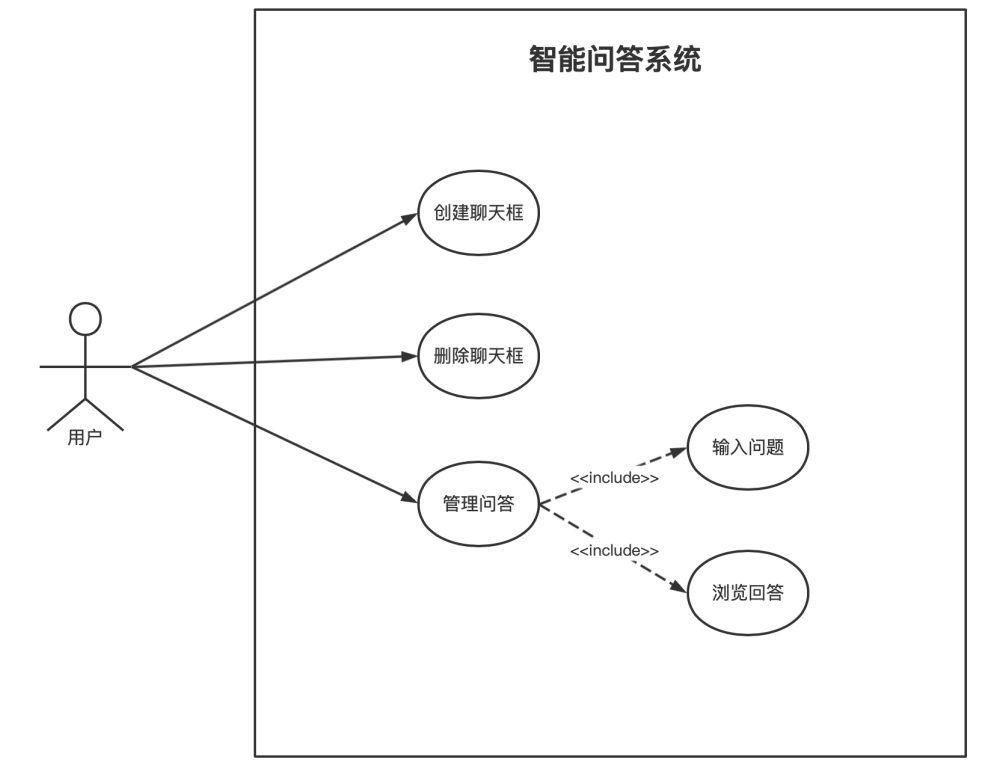 智能问答系统
创建聊天框
删除聊天框
用户
管理问答
<<include>>
输入问题
<<include>>
浏览回答